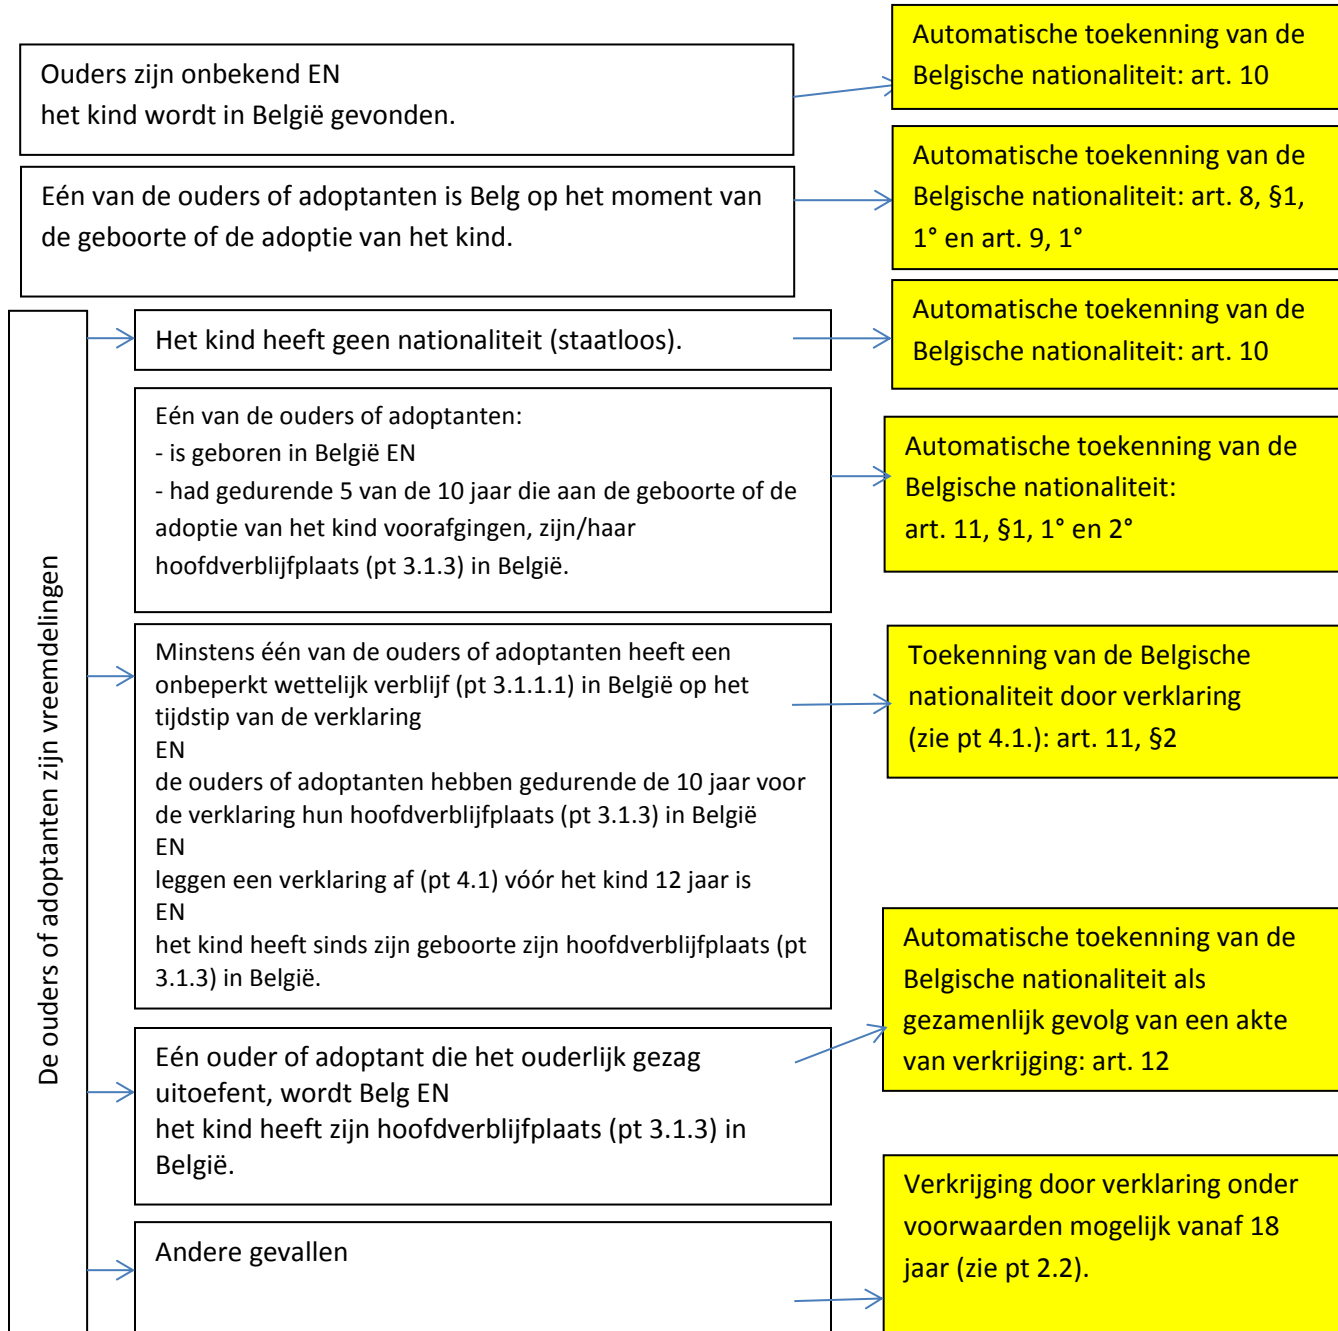 Ouders zijn onbekend EN
het kind wordt in België gevonden.
Automatische toekenning van de
Belgische nationaliteit: art. 10
Eén van de ouders of adoptanten is Belg op het moment van
de geboorte of de adoptie van het kind.
Automatische toekenning van de
Belgische nationaliteit: art. 8, §1,
1° en art. 9, 1°
De ouders of adoptanten zijn vreemdelingen
Het kind heeft geen nationaliteit (staatloos).
Automatische toekenning van de
Belgische nationaliteit: art. 10
Eén van de ouders of adoptanten:
- is geboren in België EN
- had gedurende 5 van de 10 jaar die aan de geboorte of de
adoptie van het kind voorafgingen, zijn/haar
hoofdverblijfplaats (pt 3.1.3) in België.
Automatische toekenning van de
Belgische nationaliteit:
art. 11, §1, 1° en 2°
Minstens één van de ouders of adoptanten heeft een
onbeperkt wettelijk verblijf (pt 3.1.1.1) in België op het
tijdstip van de verklaring
EN
de ouders of adoptanten hebben gedurende de 10 jaar voor
de verklaring hun hoofdverblijfplaats (pt 3.1.3) in België
EN
leggen een verklaring af (pt 4.1) vóór het kind 12 jaar is
EN
het kind heeft sinds zijn geboorte zijn hoofdverblijfplaats (pt
3.1.3) in België.
Toekenning van de Belgische
nationaliteit door verklaring
(zie pt 4.1.): art. 11, §2
Eén ouder of adoptant die het ouderlijk gezag
uitoefent, wordt Belg EN
het kind heeft zijn hoofdverblijfplaats (pt 3.1.3) in
België.
Automatische toekenning van de
Belgische nationaliteit als
gezamenlijk gevolg van een akte
van verkrijging: art. 12
Andere gevallen
Verkrijging door verklaring onder
voorwaarden mogelijk vanaf 18
jaar (zie pt 2.2).